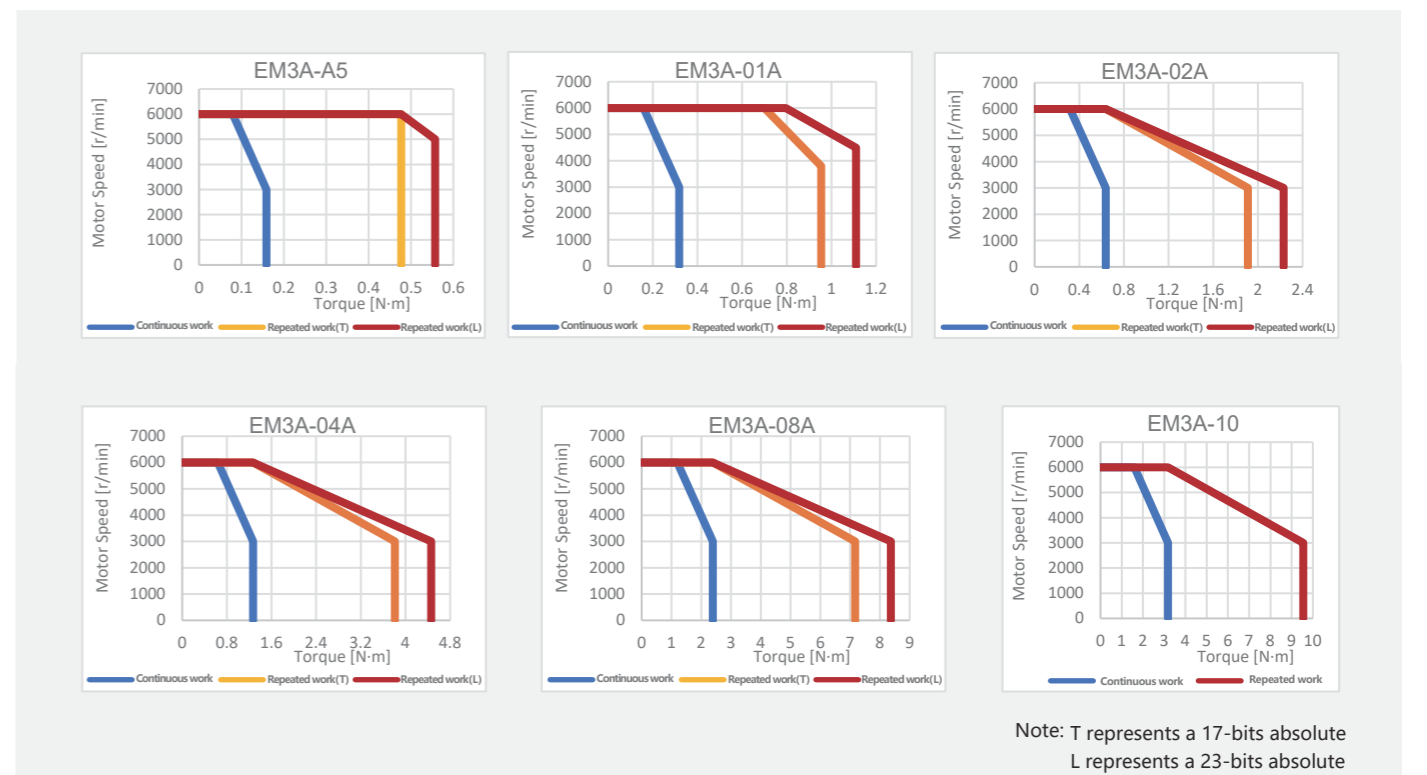 EM3A-A5
Motor Speed [r/min]
7000
6000
5000
4000
3000
2000
1000
0
0 0.1 0.2 0.3 0.4 0.5 0.6
Torque [N·m]
Continuous work Repeated work(T) Repeated work(L)
EM3A-01A
Motor Speed [r/min]
7000
6000
5000
4000
3000
2000
1000
0
0 0.2 0.4 0.6 0.8 1 1.2
Torque [N·m]
Continuous work Repeated work(T) Repeated work(L)
EM3A-02A
Motor Speed [r/min]
7000
6000
5000
4000
3000
2000
1000
0
0 0.4 0.8 1.2 1.6 2 2.4
Torque [N·m]
Continuous work Repeated work(T) Repeated work(L)
EM3A-04A
Motor Speed [r/min]
7000
6000
5000
4000
3000
2000
1000
0
0 0.8 1.6 2.4 3.2 4 4.8
Torque [N·m]
Continuous work Repeated work(T) Repeated work(L)
EM3A-08A
Motor Speed [r/min]
7000
6000
5000
4000
3000
2000
1000
0
0 1 2 3 4 5 6 7 8 9
Torque [N·m]
Continuous work Repeated work(T) Repeated work(L)
EM3A-10
Motor Speed [r/min]
7000
6000
5000
4000
3000
2000
1000
0
0 1 2 3 4 5 6 7 8 9 10
Torque [N·m]
Continuous work Repeated work
Note: T represents a 17-bits absolute
L represents a 23-bits absolute